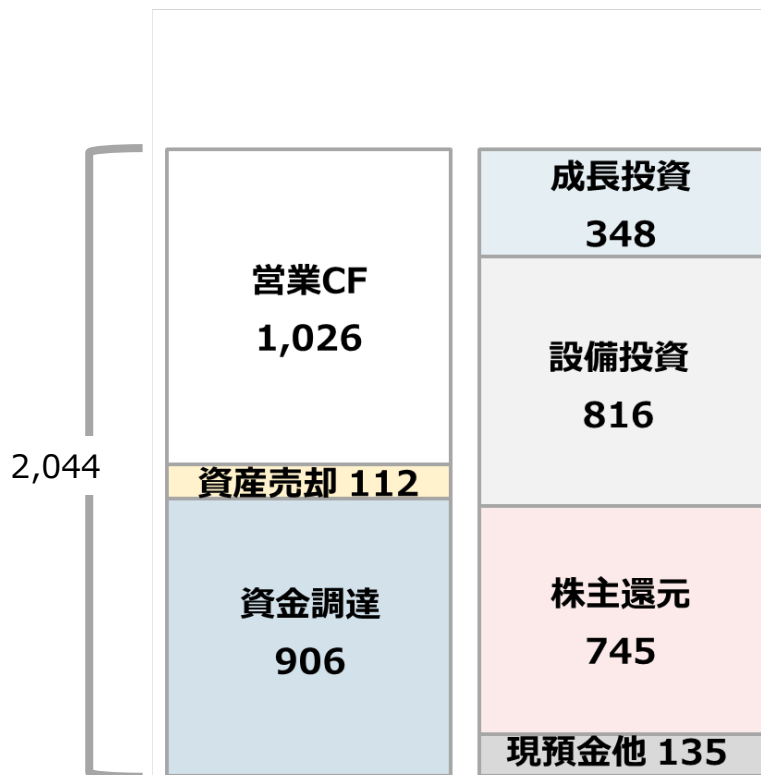 2,044
営業CF
1,026
資産売却 112
資金調達
906
成長投資
348
設備投資
816
株主還元
745
現預金他 135